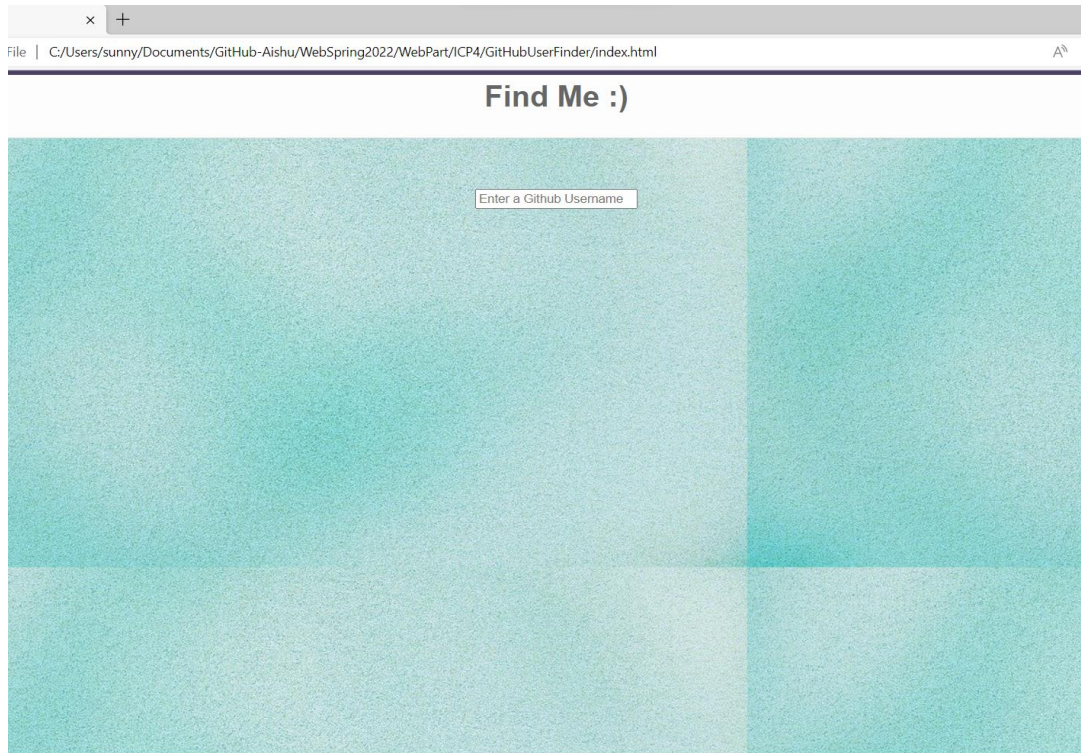 File | C:/Users/sunny/Documents/GitHub-Aishu/WebSpring2022/WebPart/ICP4/GitHubUserFinder/index.html
Find Me :)
Enter a Github Username